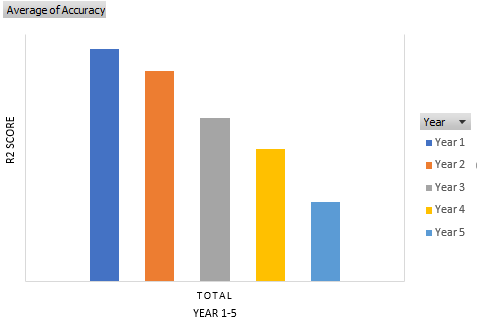 Average of Accuracy
R2 SCORE
TOTAL
YEAR 1-5
Year
Year 1
Year 2
Year 3
Year 4
Year 5